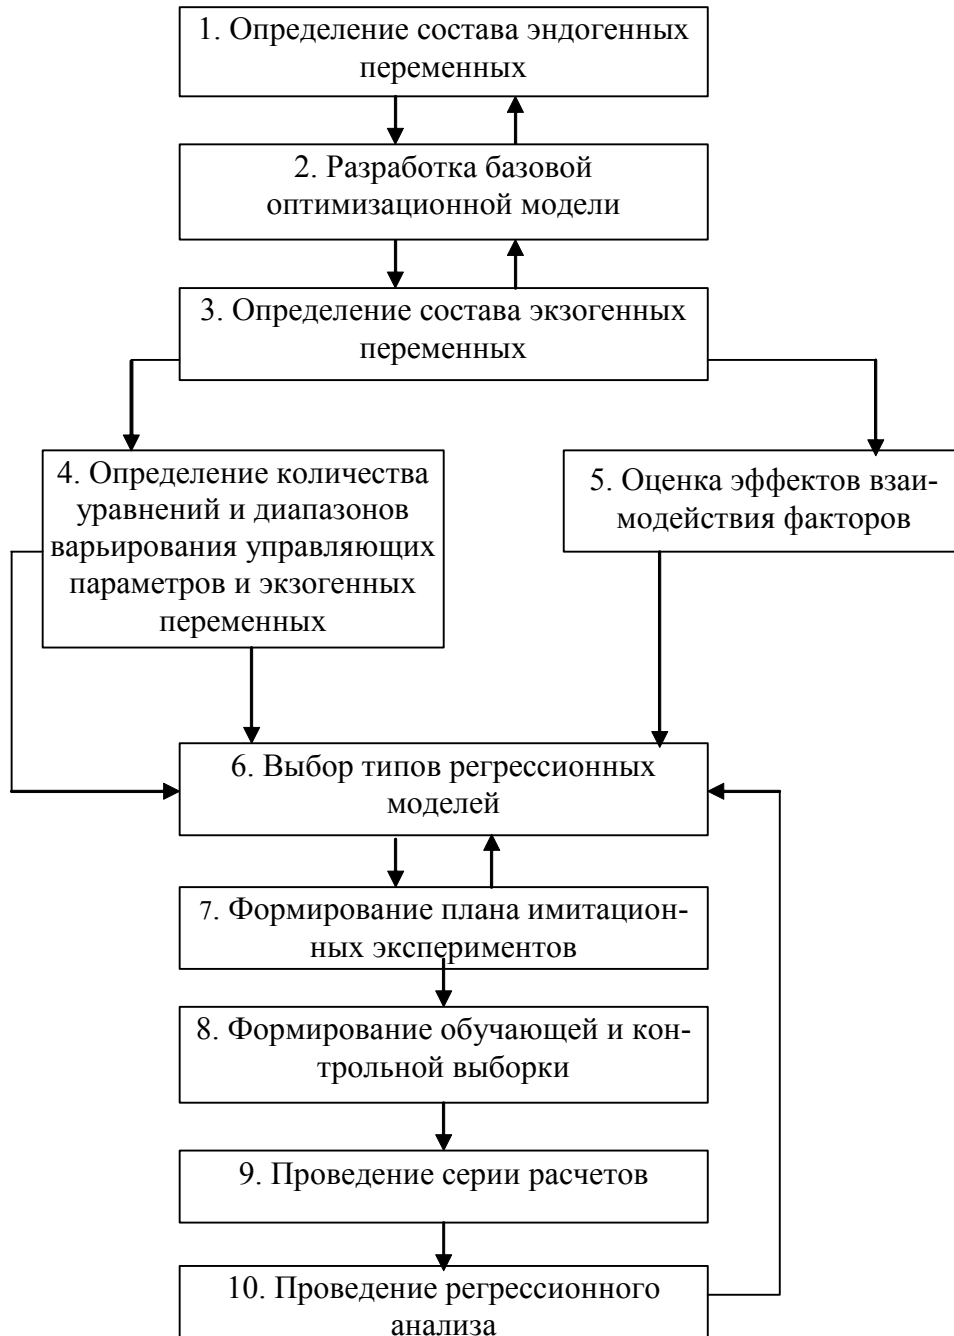 1. Определение состава эндогенных
переменных
2. Разработка базовой
оптимизационной модели
3. Определение состава экзогенных
переменных
4. Определение количества
уравнений и диапазонов
варьирования управляющих
параметров и экзогенных
переменных
5. Оценка эффектов взаи-
модействия факторов
6. Выбор типов регрессионных
моделей
7. Формирование плана имитацион-
ных экспериментов
8. Формирование обучающей и кон-
трольной выборки
9. Проведение серии расчетов
10. Проведение регрессионного
анализа